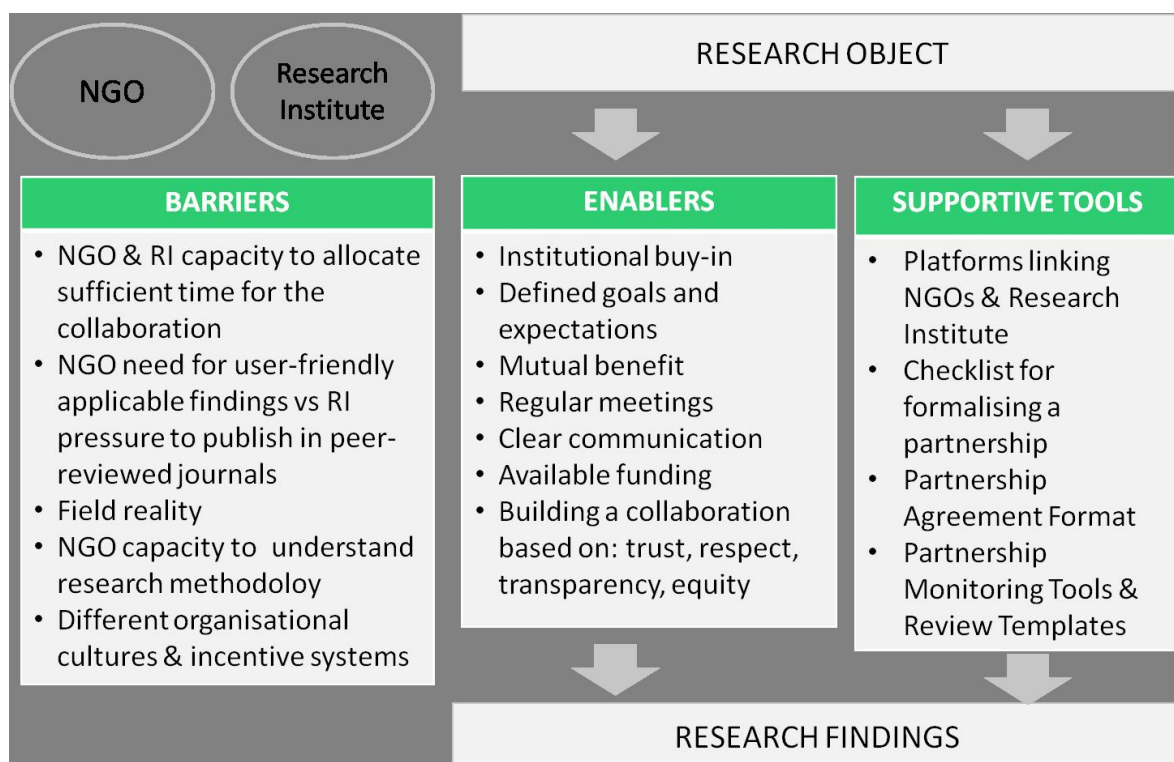 NGO
Research
Institute
RESEARCH OBJECT
BARRIERS
• NGO & RI capacity to allocate
sufficient time for the
collaboration
• NGO need for user-friendly
applicable findings vs RI
pressure to publish in peer-
reviewed journals
• Field reality
• NGO capacity to understand
research methodoloy
• Different organisational
cultures & incentive systems
ENABLERS
• Institutional buy-in
• Defined goals and
expectations
• Mutual benefit
• Regular meetings
• Clear communication
• Available funding
• Building a collaboration
based on: trust, respect,
transparency, equity
SUPPORTIVE TOOLS
• Platforms linking
NGOs & Research
Institute
• Checklist for
formalising a
partnership
• Partnership
Agreement Format
• Partnership
Monitoring Tools &
Review Templates
RESEARCH FINDINGS